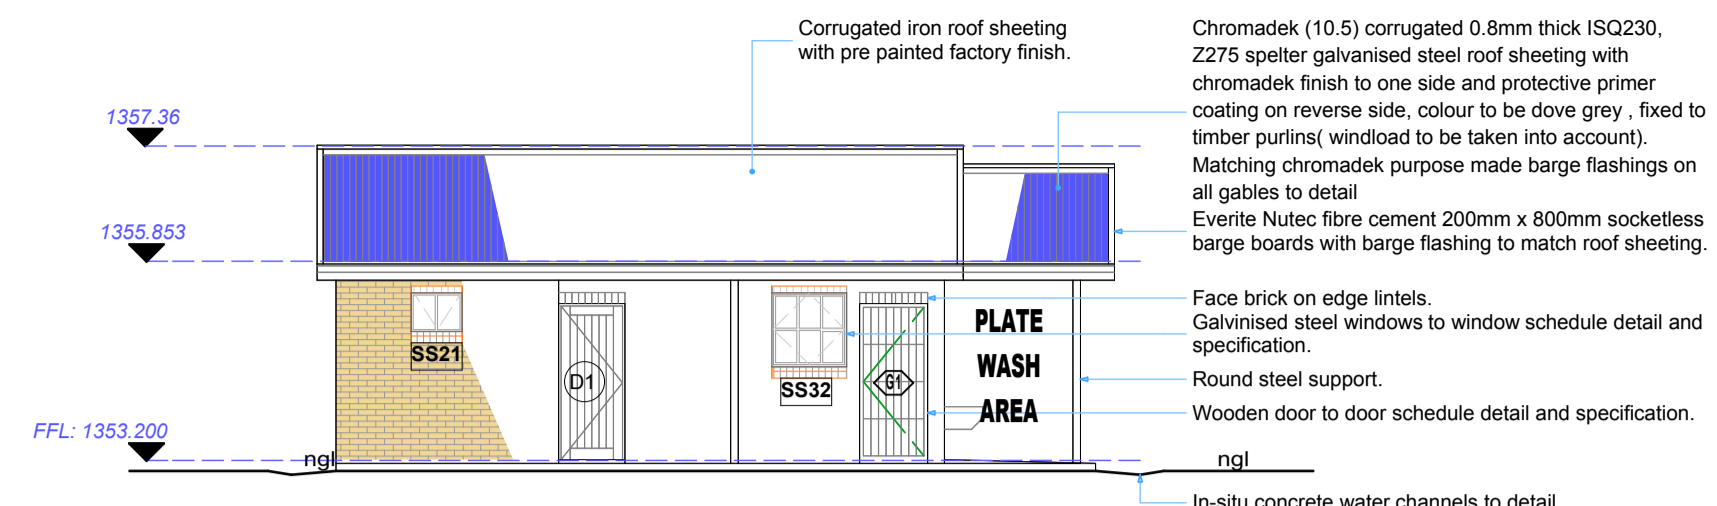 Corrugated iron roof sheeting
with pre painted factory finish.
Chromadek (10.5) corrugated 0.8mm thick ISQ230,
Z275 spelter galvanised steel roof sheeting with
chromadek finish to one side and protective primer
coating on reverse side, colour to be dove grey , fixed to
timber purlins( windload to be taken into account).
Matching chromadek purpose made barge flashings on
all gables to detail
Everite Nutec fibre cement 200mm x 800mm socketless
barge boards with barge flashing to match roof sheeting.
1357.36
1355.853
FFL: 1353.200
Face brick on edge lintels.
Galvinised steel windows to window schedule detail and
specification.
Round steel support.
Wooden door to door schedule detail and specification.
SS21
D1
SS32
G1
PLATE
WASH
AREA
ngl
ngl
In-situ concrete water channels to detail